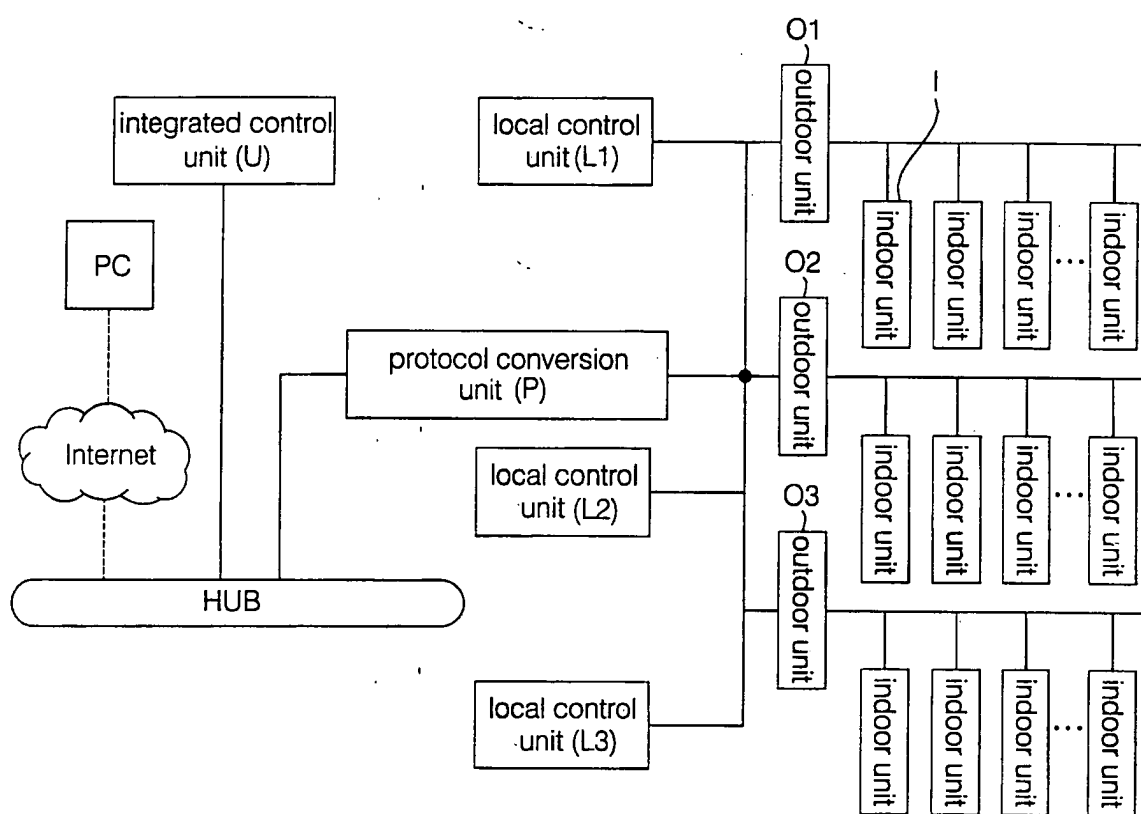 O1
outdoor unit
I
integrated control
unit (U)
local control
unit(L1)
indoor unit
indoor unit
indoor unit
...
indoor unit
PC
O2
outdoor unit
protocol conversion
unit (P)
Internet
local control
unit (L2)
indoor unit
indoor unit
indoor unit
...
indoor unit
O3
outdoor unit
HUB
local control
unit (L3)
indoor unit
indoor unit
indoor unit
...
indoor unit